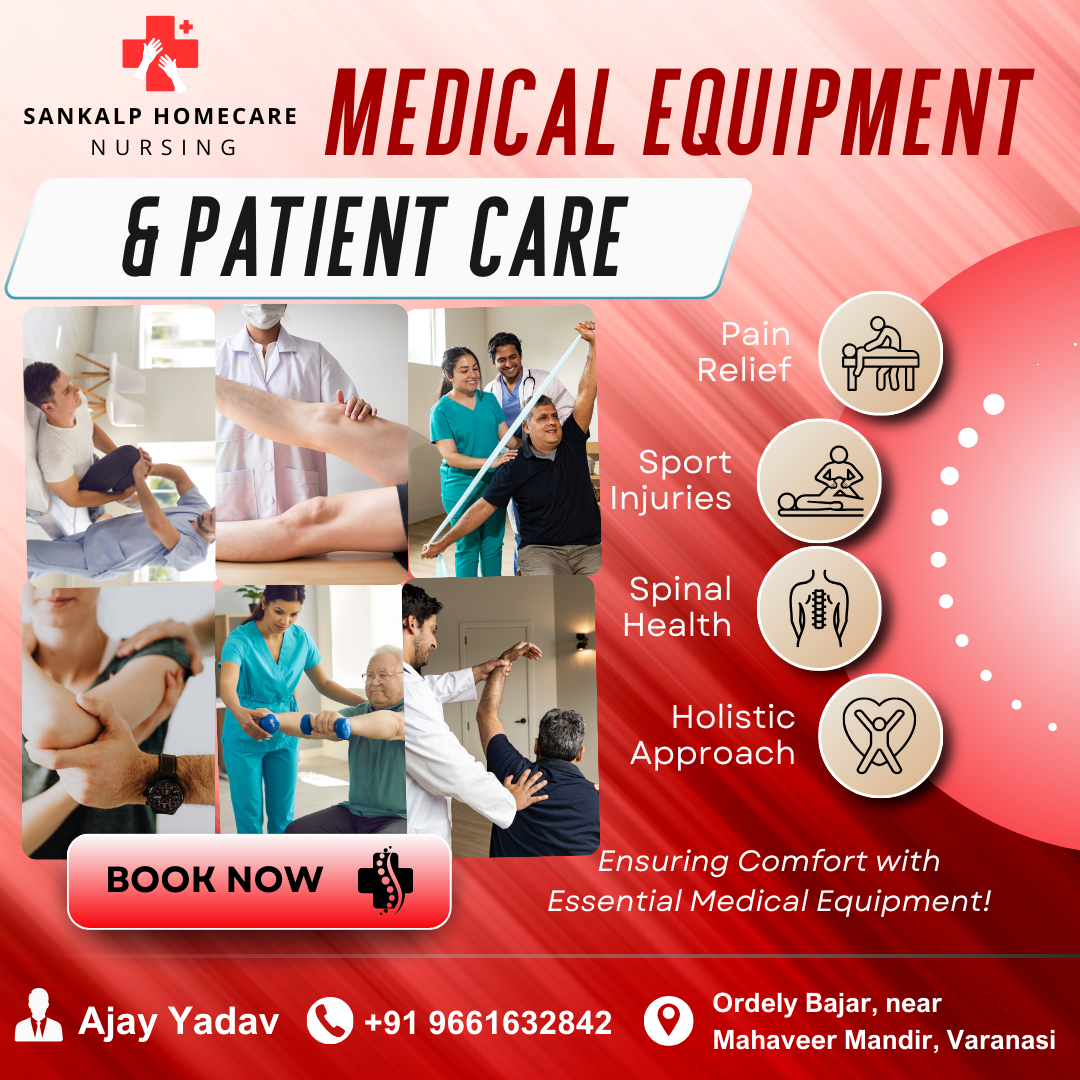 SANKALP HOMECARE
NURSING
MEDICAL EQUIPMENT
& PATIENT CARE
Pain
Relief
Sport
Injuries
Spinal
Health
Holistic
Approach
BOOK NOW
Ensuring Comfort with
Essential Medical Equipment!
Ajay Yadav
+91 9661632842
Ordely Bajar, near
Mahaveer Mandir, Varanasi